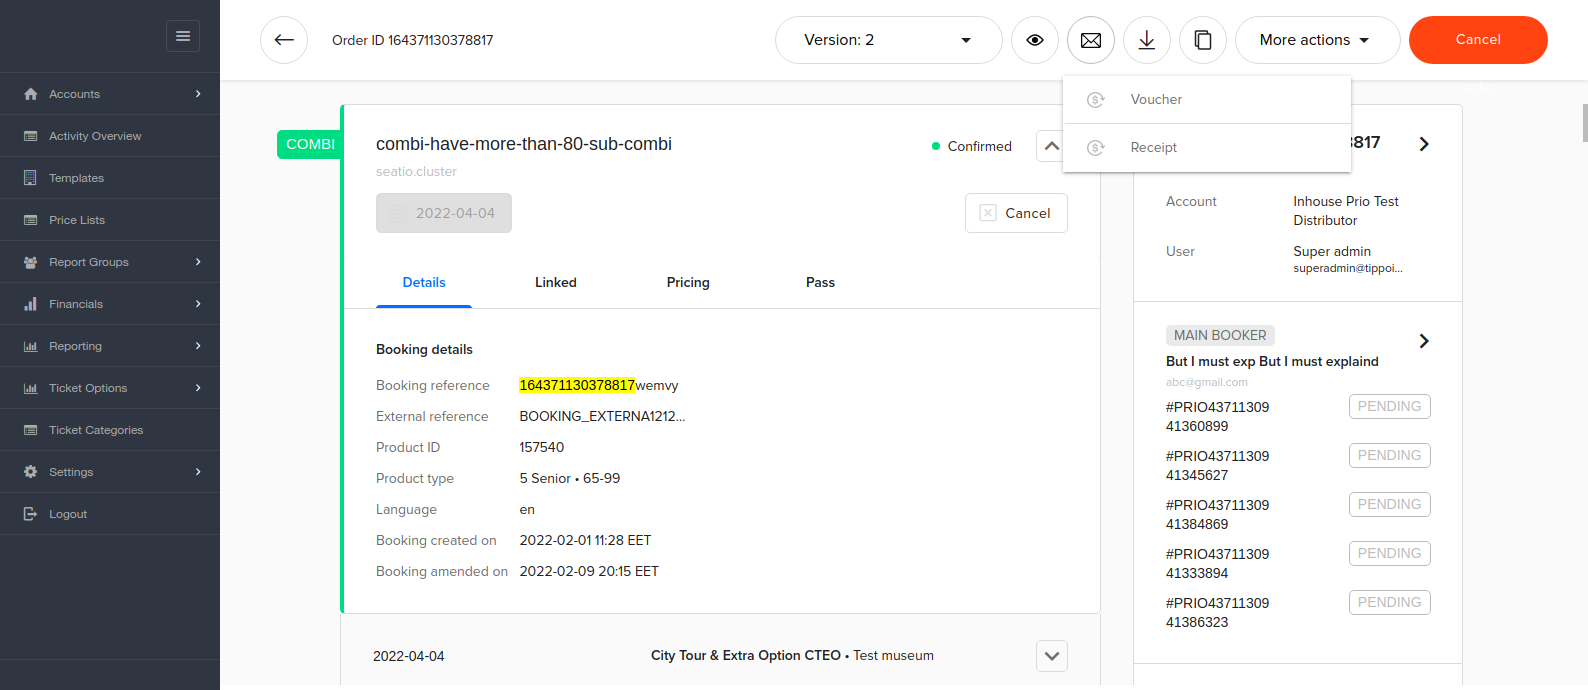 Order ID 164371130378817
Version: 2
More actions
Cancel
Accounts
Activity Overview
Templates
Price Lists
Report Groups
Financials
Reporting
Ticket Options
Ticket Categories
Settings
Logout
Voucher
Receipt
COMBI
combi-have-more-than-80-sub-combi
seatio.cluster
Confirmed
2022-04-04
Cancel
Details
Linked
Pricing
Pass
Booking details
Booking reference 164371130378817wemvy
External reference BOOKING_EXTERNA1212...
Product ID 157540
Product type 5 Senior • 65-99
Language en
Booking created on 2022-02-01 11:28 EET
Booking amended on 2022-02-09 20:15 EET
2022-04-04
City Tour & Extra Option CTEO • Test museum
8817
Account Inhouse Prio Test
Distributor
User Super admin
superadmin@tippoi...
MAIN BOOKER
But I must exp But I must explaind
abc@gmail.com
#PRIO43711309 PENDING
41360899
#PRIO43711309 PENDING
41345627
#PRIO43711309 PENDING
41384869
#PRIO43711309 PENDING
41333894
#PRIO43711309 PENDING
41386323